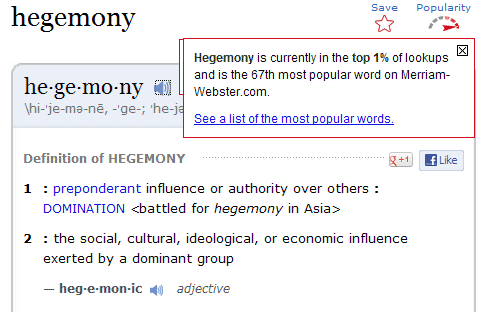 hegemony
Save
Popularity
Hegemony is currently in the top 1% of lookups
and is the 67th most popular word on Merriam-
Webster.com.
See a list of the most popular words.
he·ge·mo·ny
\hi-ˈje-mə-nē, -ˈge-; ˈhe-jə
Definition of HEGEMONY
g +1
f Like
1 : preponderant influence or authority over others :
DOMINATION <battled for hegemony in Asia>
2 : the social, cultural, ideological, or economic influence
exerted by a dominant group
— heg·e·mon·ic adjective